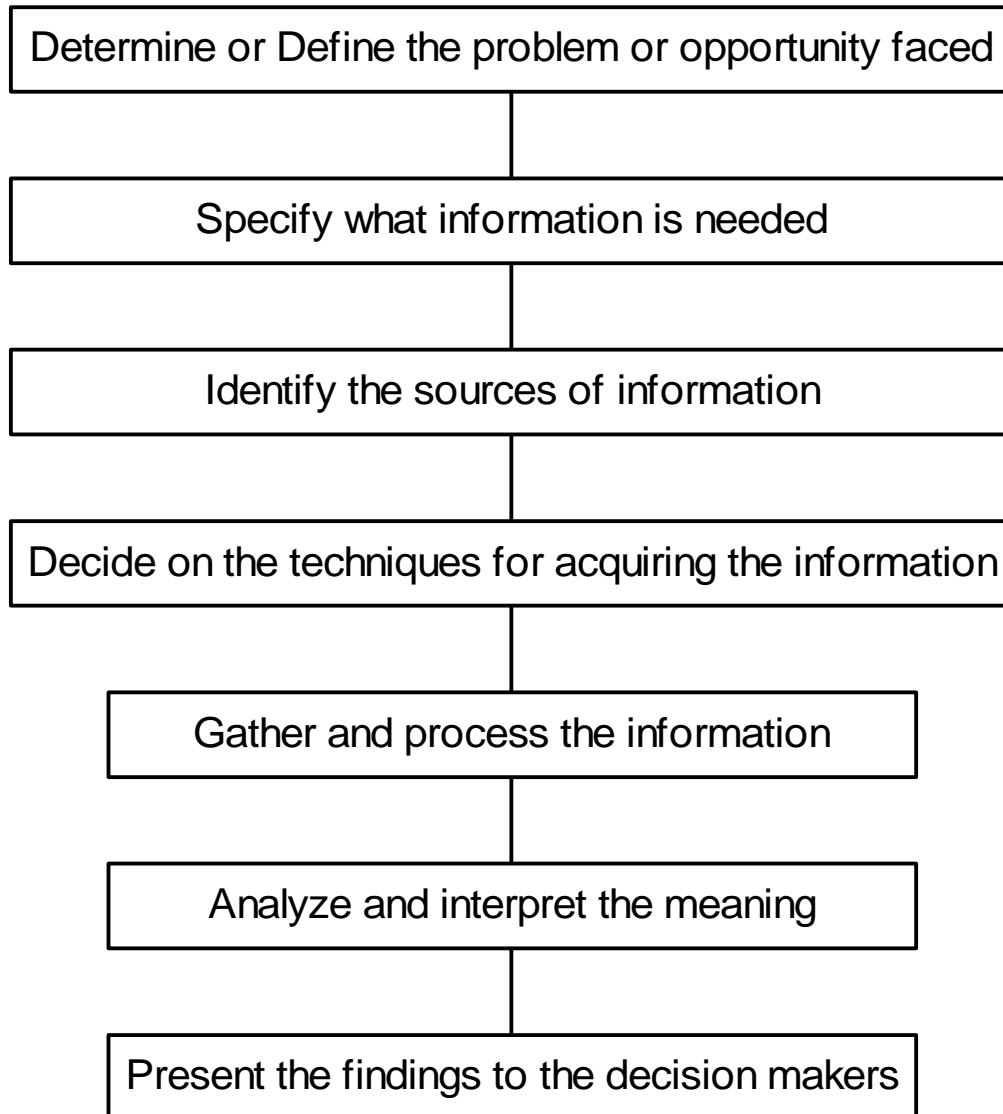 Determine or Define the problem or opportunity faced
Specify what information is needed
Identify the sources of information
Decide on the techniques for acquiring the information
Gather and process the information
Analyze and interpret the meaning
Present the findings to the decision makers